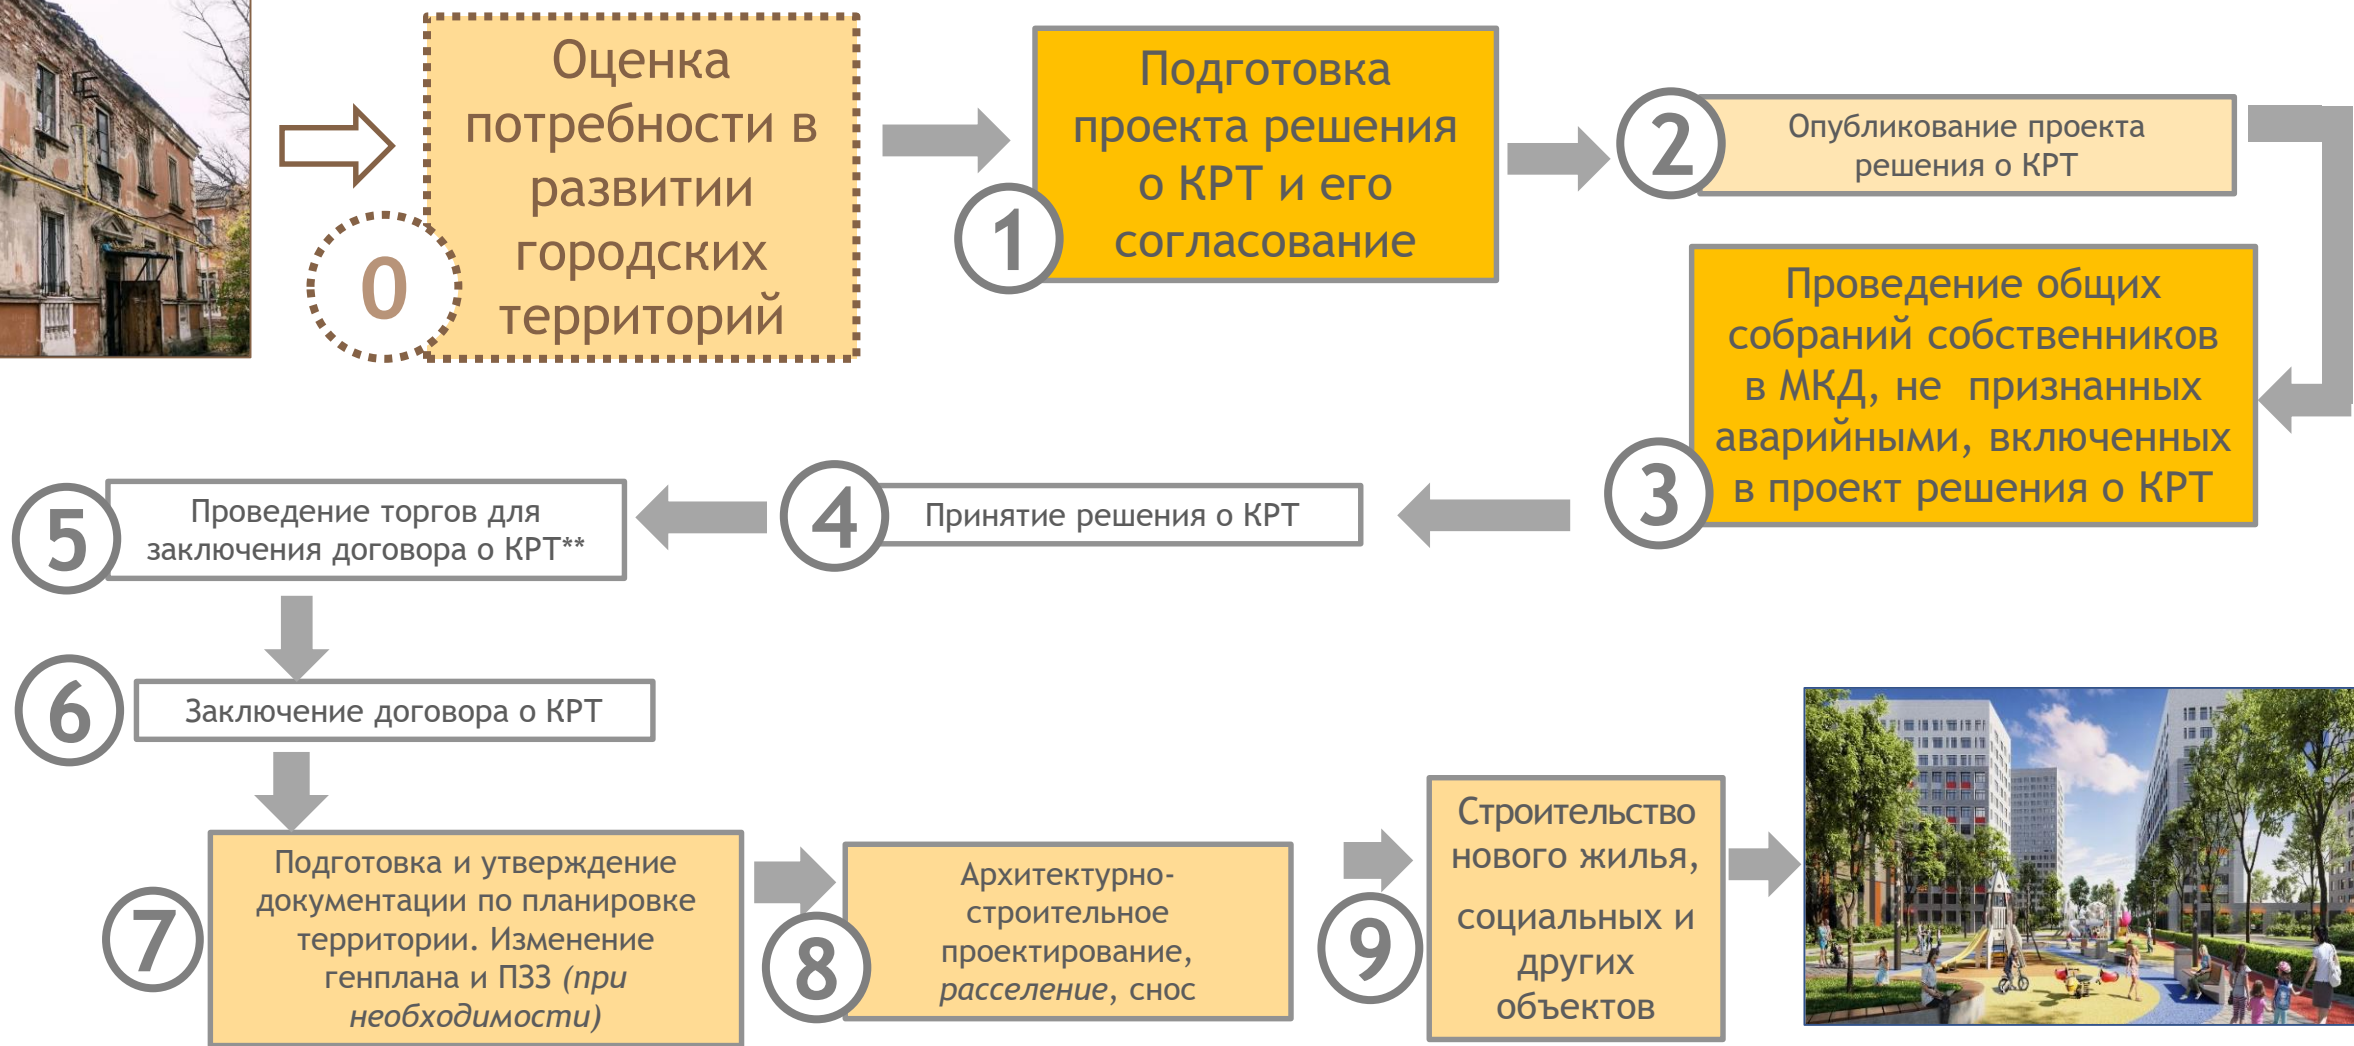 Оценка
потребности в
развитии
городских
территорий
0
Подготовка
проекта решения
о КРТ и его
согласование
1
2
Опубликование проекта
решения о КРТ
Проведение общих
собраний собственников
в МКД, не признанных
аварийными, включенных
в проект решения о КРТ
3
4
Принятие решения о КРТ
5
Проведение торгов для
заключения договора о КРТ**
6
Заключение договора о КРТ
7
Подготовка и утверждение
документации по планировке
территории. Изменение
генплана и ПЗЗ (при
необходимости)
8
Архитектурно-
строительное
проектирование,
расселение, снос
9
Строительство
нового жилья,
социальных и
других
объектов